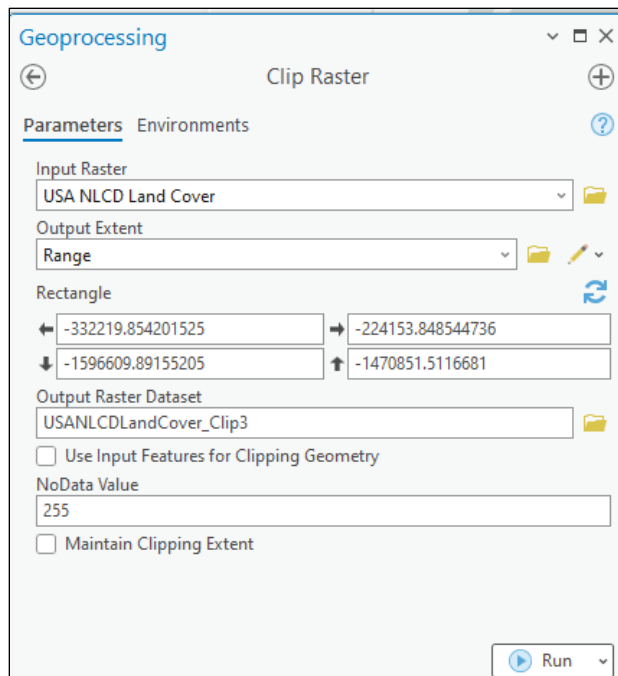 Geoprocessing
Clip Raster
Parameters Environments
Input Raster
USA NLCD Land Cover
Output Extent
Range
Rectangle
-332219.854201525 -224153.848544736
-1596609.89155205 -1470851.5116681
Output Raster Dataset
USANLCDLandCover_Clip3
Use Input Features for Clipping Geometry
NoData Value
255
Maintain Clipping Extent
Run